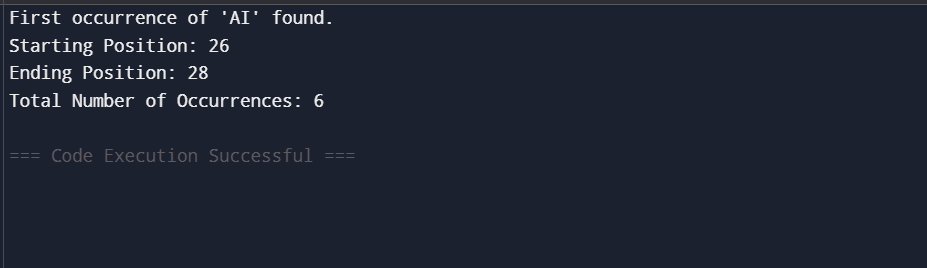 First occurrence of 'AI' found.
Starting Position: 26
Ending Position: 28
Total Number of Occurrences: 6
=== Code Execution Successful ===